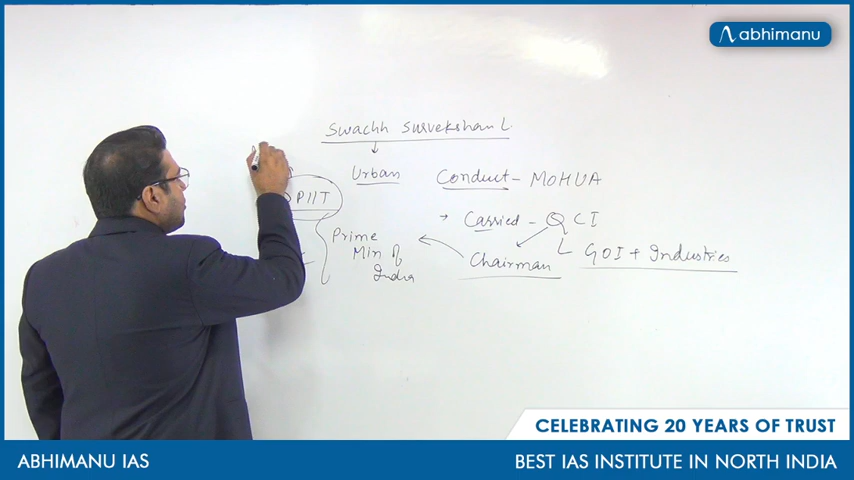 abhimanu
Swachh Survekshan L.
Urban
Conduct - MOHUA
DPIIT
Carried - QCI
Prime
Min of
India
Chairman
L GOI + Industries
CELEBRATING 20 YEARS OF TRUST
ABHIMANU IAS
BEST IAS INSTITUTE IN NORTH INDIA